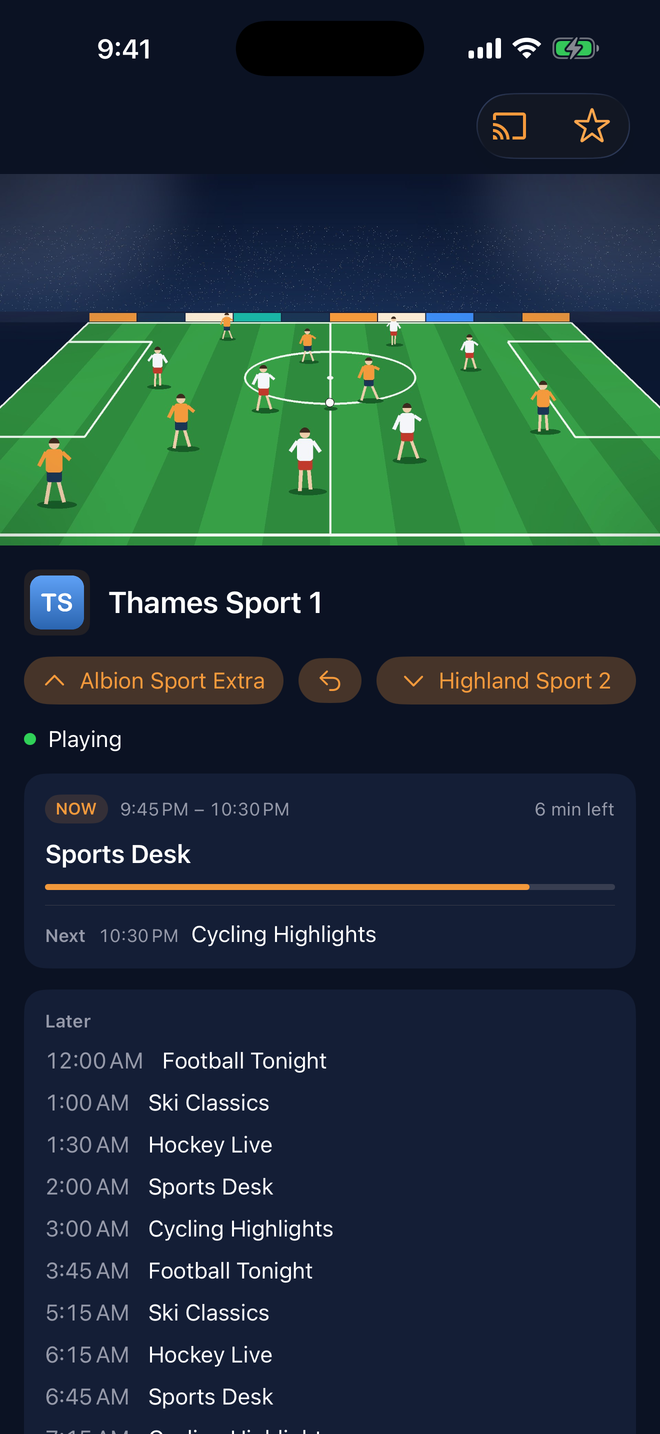 9:41
TS
Thames Sport 1
Albion Sport Extra
Highland Sport 2
Playing
NOW 9:45 PM – 10:30 PM 6 min left
Sports Desk
Next 10:30 PM Cycling Highlights
Later
12:00 AM Football Tonight
1:00 AM Ski Classics
1:30 AM Hockey Live
2:00 AM Sports Desk
3:00 AM Cycling Highlights
3:45 AM Football Tonight
5:15 AM Ski Classics
6:15 AM Hockey Live
6:45 AM Sports Desk